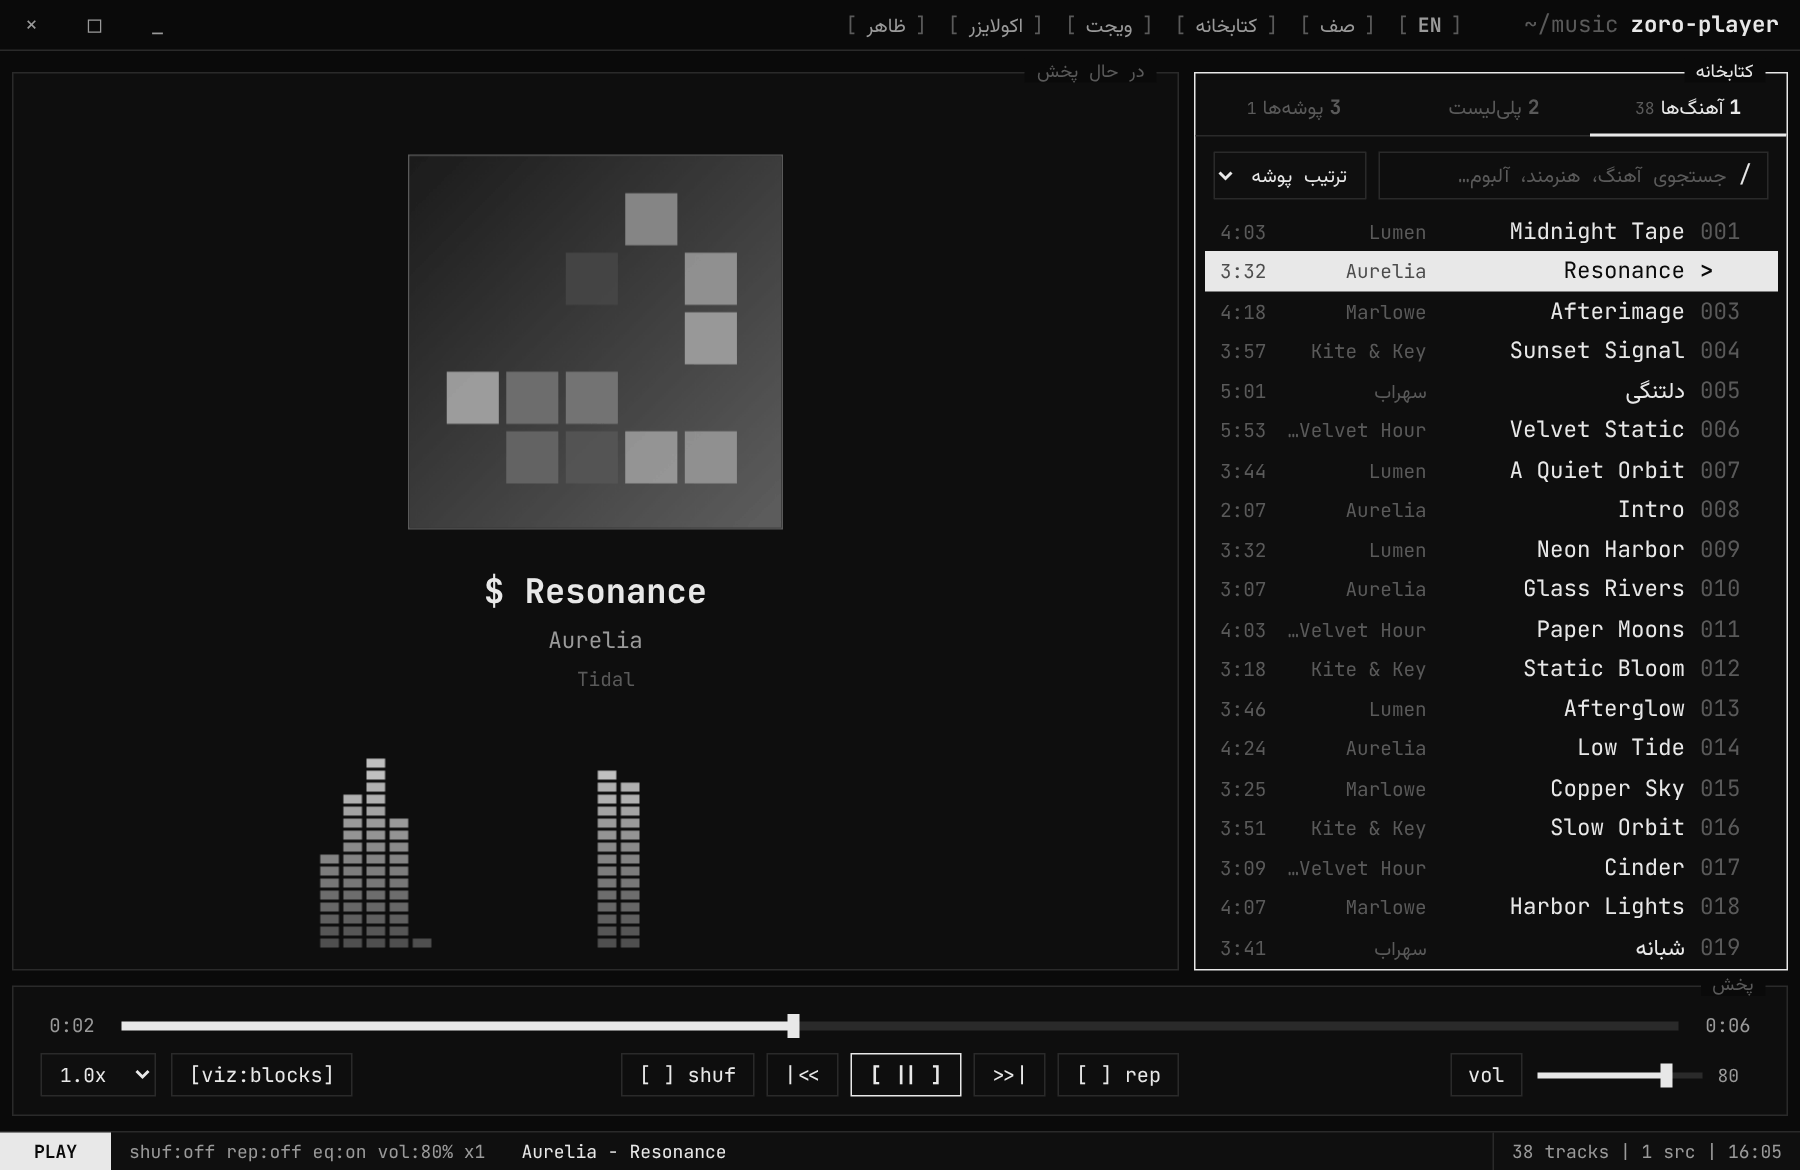 ~/music zoro-player [ EN ] [ صف ] [ کتابخانه ] [ ویجت ] [ اکولایزر ] [ ظاهر ] _ □ ×
کتابخانه
1 آهنگ‌ها 38 2 پلی‌لیست 3 پوشه‌ها 1
/ جستجوی آهنگ، هنرمند، آلبوم… ترتیب پوشه
001 Midnight Tape Lumen 4:03
> Resonance Aurelia 3:32
003 Afterimage Marlowe 4:18
004 Sunset Signal Kite & Key 3:57
005 دلتنگی سهراب 5:01
006 Velvet Static Velvet Hour… 5:53
007 A Quiet Orbit Lumen 3:44
008 Intro Aurelia 2:07
009 Neon Harbor Lumen 3:32
010 Glass Rivers Aurelia 3:07
011 Paper Moons Velvet Hour… 4:03
012 Static Bloom Kite & Key 3:18
013 Afterglow Lumen 3:46
014 Low Tide Aurelia 4:24
015 Copper Sky Marlowe 3:25
016 Slow Orbit Kite & Key 3:51
017 Cinder Velvet Hour… 3:09
018 Harbor Lights Marlowe 4:07
019 شبانه سهراب 3:41
در حال پخش
$ Resonance
Aurelia
Tidal
پخش
0:02 0:06
1.0x [viz:blocks] [ ] shuf |<< [ || ] >>| [ ] rep vol 80
PLAY shuf:off rep:off eq:on vol:80% x1 Aurelia - Resonance 38 tracks | 1 src | 16:05